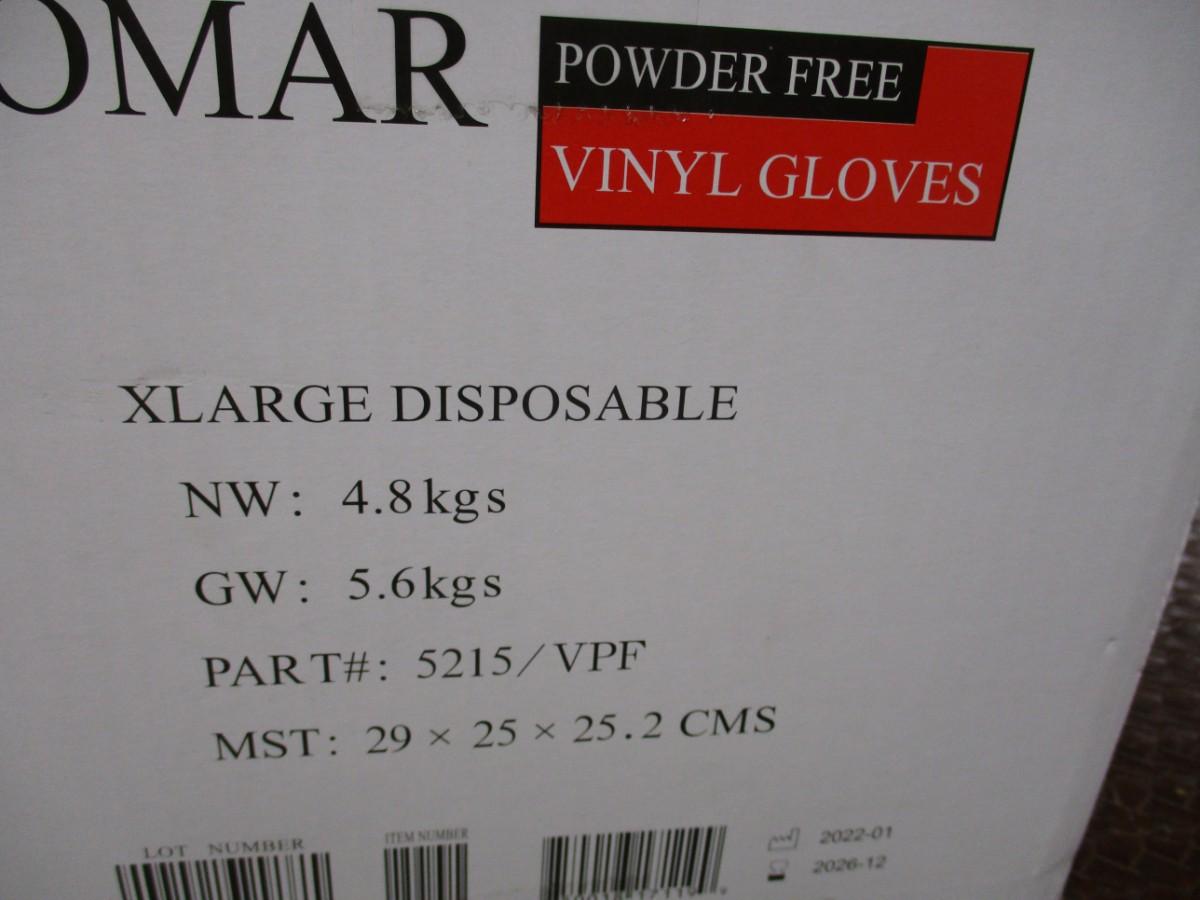 OMAR
POWDER FREE
VINYL GLOVES
XLARGE DISPOSABLE
NW: 4.8kgs
GW: 5.6kgs
PART#: 5215/VPF
MST: 29 × 25 × 25.2 CMS
LOT NUMBER
ITEM NUMBER
2022-01
2026-12